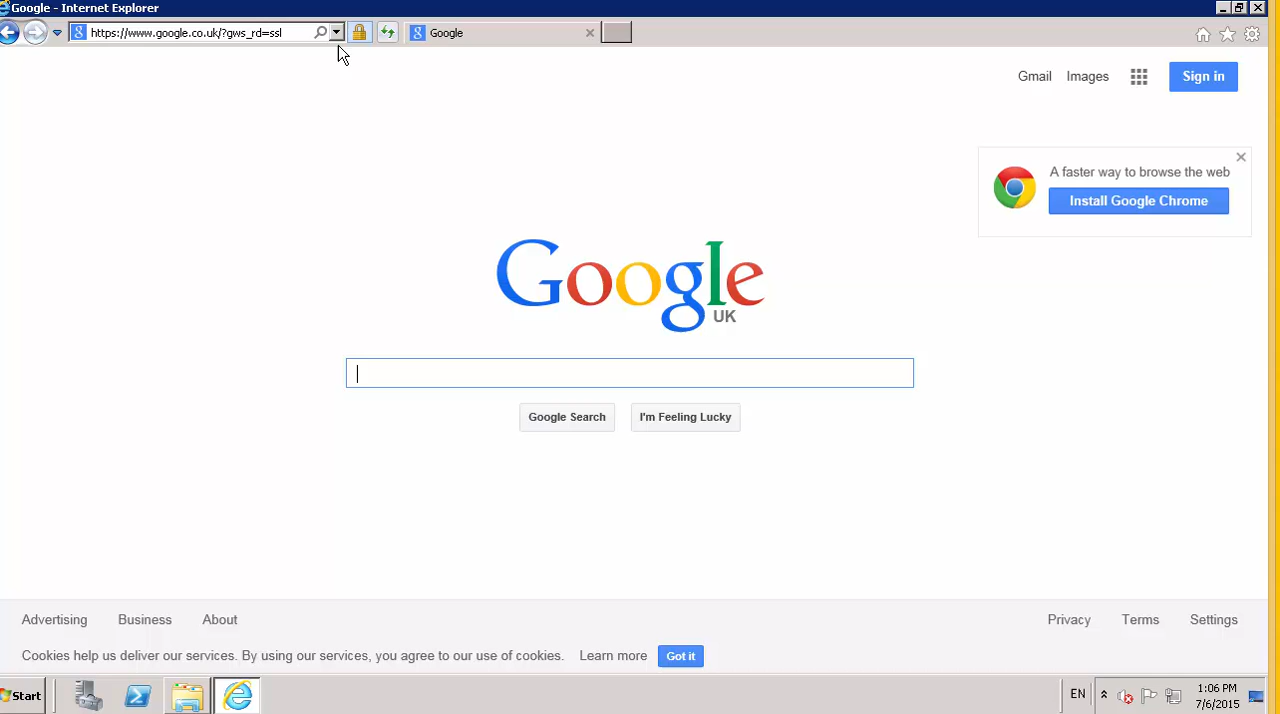 Google - Internet Explorer
https://www.google.co.uk/?gws_rd=ssl
Google
Gmail Images Sign in
A faster way to browse the web
Install Google Chrome
Google
UK
Google Search I'm Feeling Lucky
Advertising Business About Privacy Terms Settings
Cookies help us deliver our services. By using our services, you agree to our use of cookies. Learn more Got it
Start EN 1:06 PM
7/6/2015